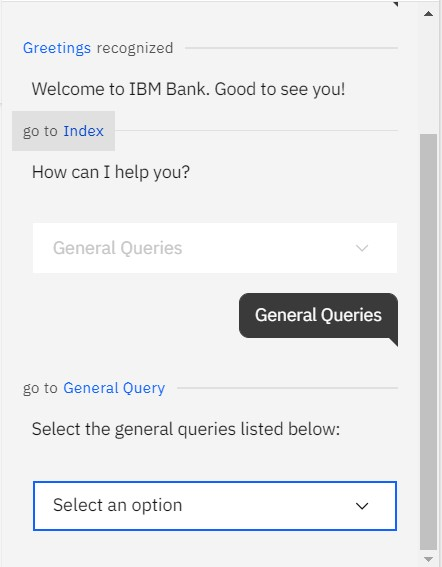 Greetings recognized
Welcome to IBM Bank. Good to see you!
go to Index
How can I help you?
General Queries
General Queries
go to General Query
Select the general queries listed below:
Select an option